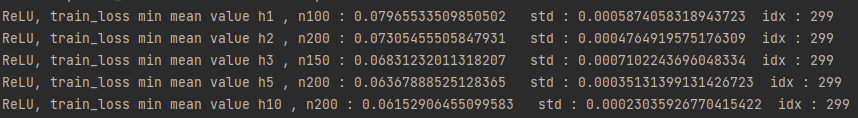 ReLU, train_loss min mean value h1 , n100 : 0.07965533509850502   std : 0.0005874058318943723  idx : 299
ReLU, train_loss min mean value h2 , n200 : 0.07305455505847931   std : 0.0004764919575176309  idx : 299
ReLU, train_loss min mean value h3 , n150 : 0.06831232011318207   std : 0.0007102243696048334  idx : 299
ReLU, train_loss min mean value h5 , n200 : 0.06367888525128365   std : 0.00035131399131426723  idx : 299
ReLU, train_loss min mean value h10 , n200 : 0.06152906455099583   std : 0.00023035926770415422  idx : 299